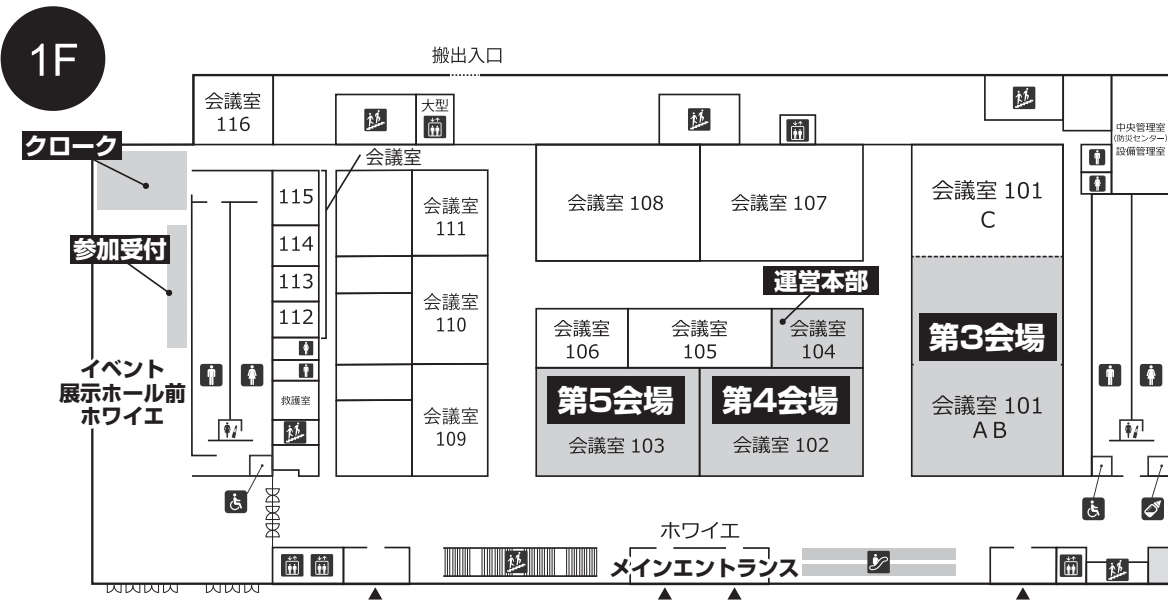 1F
搬出入口
会議室
116
大型
中央管理室
(防災センター)
設備管理室
クローク
会議室
115
会議室
111
会議室 108
会議室 107
会議室 101
C
参加受付
114
113
112
会議室
110
運営本部
会議室
106
会議室
105
会議室
104
第3会場
イベント
展示ホール前
ホワイエ
救護室
会議室
109
第5会場
会議室 103
第4会場
会議室 102
会議室 101
A B
ホワイエ
メインエントランス